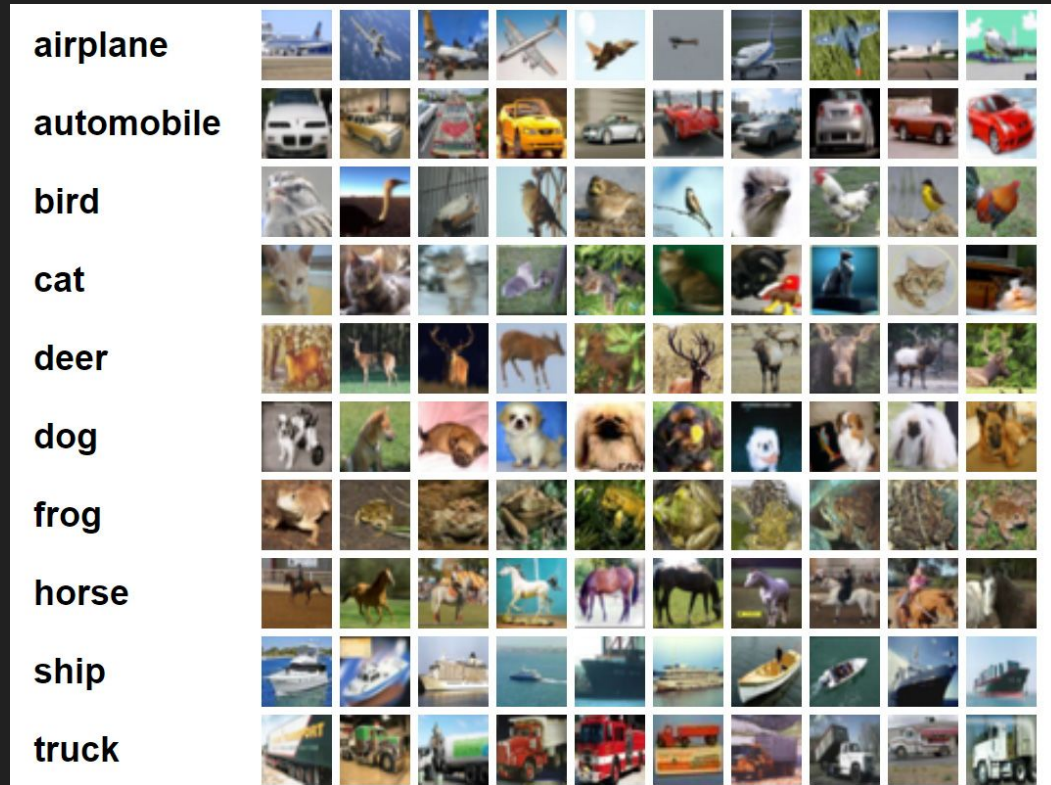 airplane
automobile
bird
cat
deer
dog
frog
horse
ship
truck